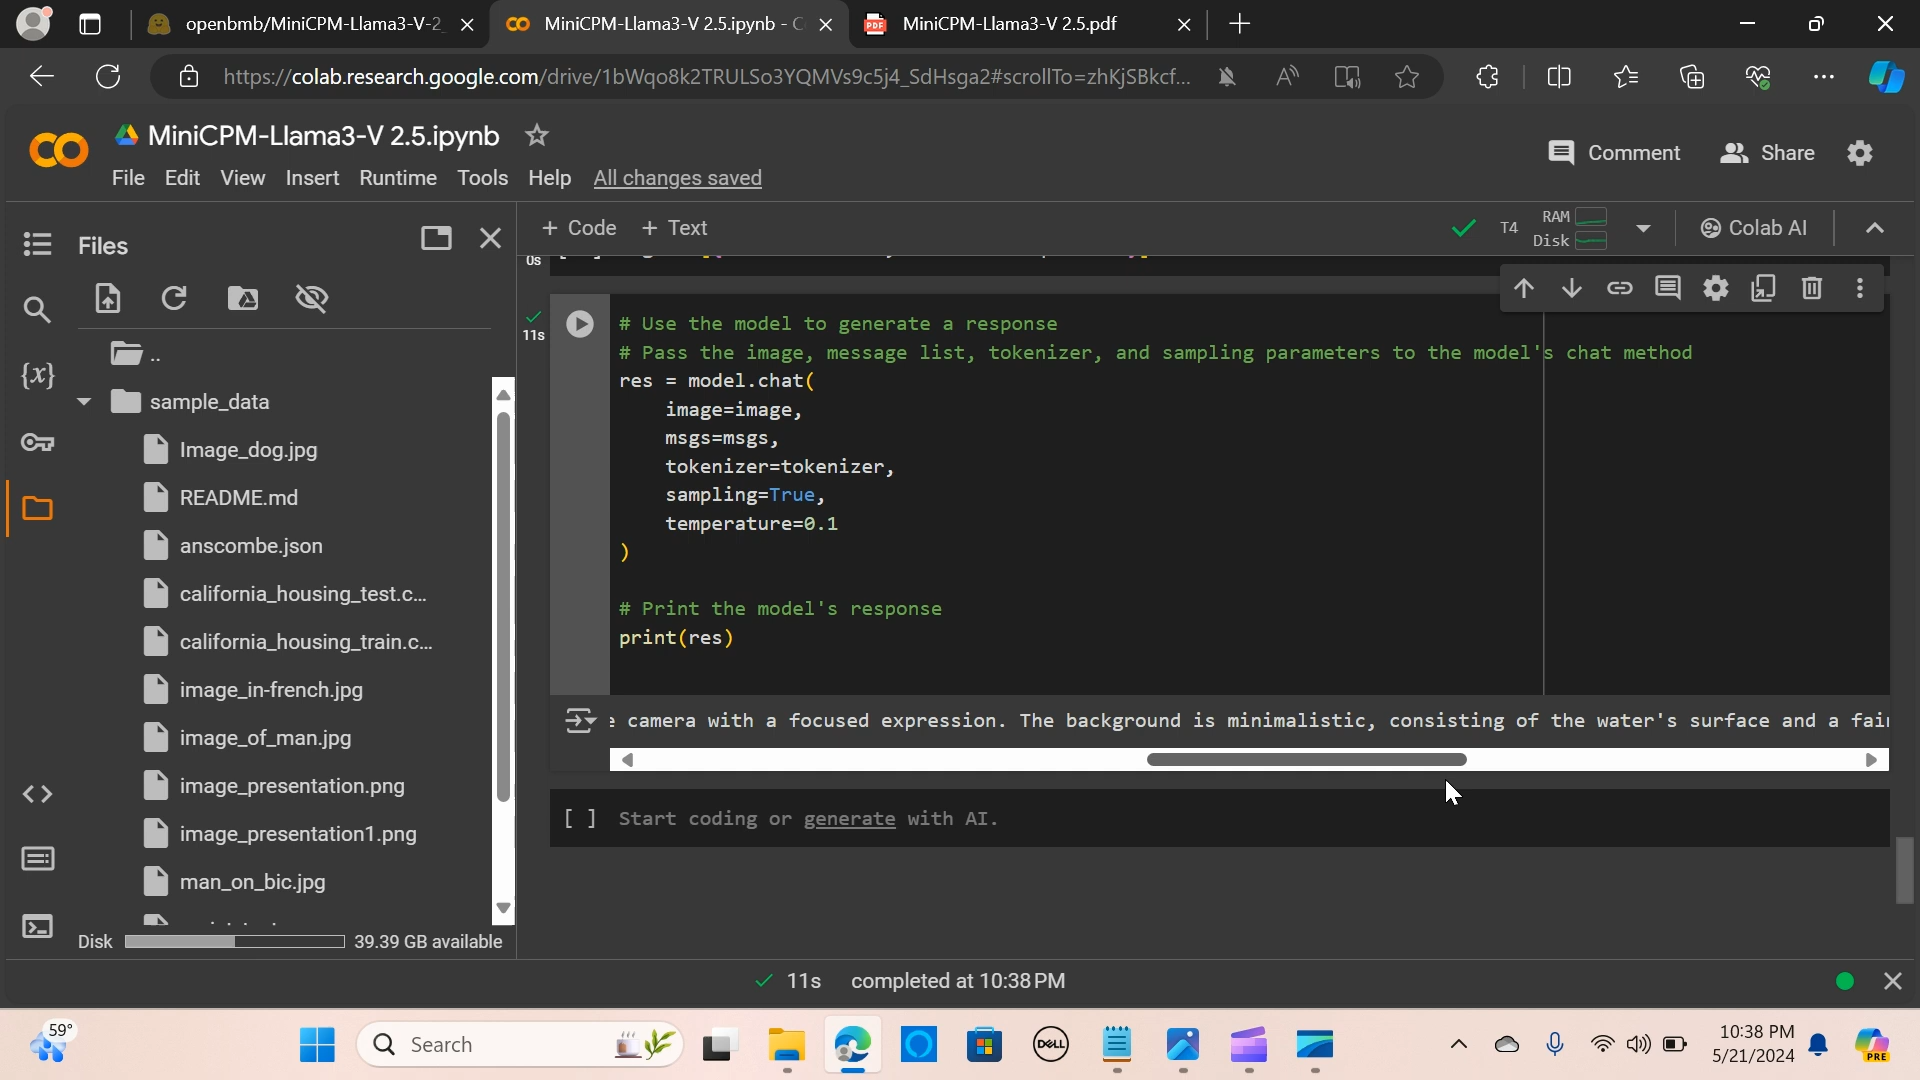 openbmb/MiniCPM-Llama3-V-2_
MiniCPM-Llama3-V 2.5.ipynb - C
PDF
MiniCPM-Llama3-V 2.5.pdf
https://colab.research.google.com/drive/1bWqo8k2TRULSo3YQMVs9c5j4_SdHsga2#scrollTo=zhKjSBkcf...
MiniCPM-Llama3-V 2.5.ipynb
Comment
Share
File Edit View Insert Runtime Tools Help All changes saved
Files
+ Code + Text
T4
RAM
Disk
Colab AI
0s
..
sample_data
Image_dog.jpg
README.md
anscombe.json
california_housing_test.c...
california_housing_train.c...
image_in-french.jpg
image_of_man.jpg
image_presentation.png
image_presentation1.png
man_on_bic.jpg
Disk
39.39 GB available
{x}
11s
# Use the model to generate a response
# Pass the image, message list, tokenizer, and sampling parameters to the model's chat method
res = model.chat(
image=image,
msgs=msgs,
tokenizer=tokenizer,
sampling=True,
temperature=0.1
)
# Print the model's response
print(res)
camera with a focused expression. The background is minimalistic, consisting of the water's surface and a fai
[ ] Start coding or generate with AI.
11s completed at 10:38 PM
59°
Search
DELL
10:38 PM
5/21/2024
PRE